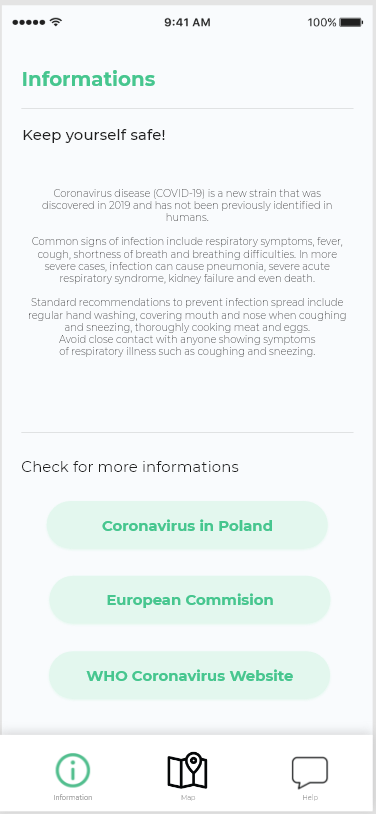 9:41 AM
100%
Informations
Keep yourself safe!
Coronavirus disease (COVID-19) is a new strain that was
discovered in 2019 and has not been previously identified in
humans.
Common signs of infection include respiratory symptoms, fever,
cough, shortness of breath and breathing difficulties. In more
severe cases, infection can cause pneumonia, severe acute
respiratory syndrome, kidney failure and even death.
Standard recommendations to prevent infection spread include
regular hand washing, covering mouth and nose when coughing
and sneezing, thoroughly cooking meat and eggs.
Avoid close contact with anyone showing symptoms
of respiratory illness such as coughing and sneezing.
Check for more informations
Coronavirus in Poland
European Commision
WHO Coronavirus Website
Information
Map
Help